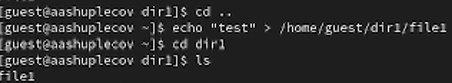 [guest@aashuplecov dir1]$ cd ..
[guest@aashuplecov ~]$ echo "test" > /home/guest/dir1/file1
[guest@aashuplecov ~]$ cd dir1
[guest@aashuplecov dir1]$ ls
file1